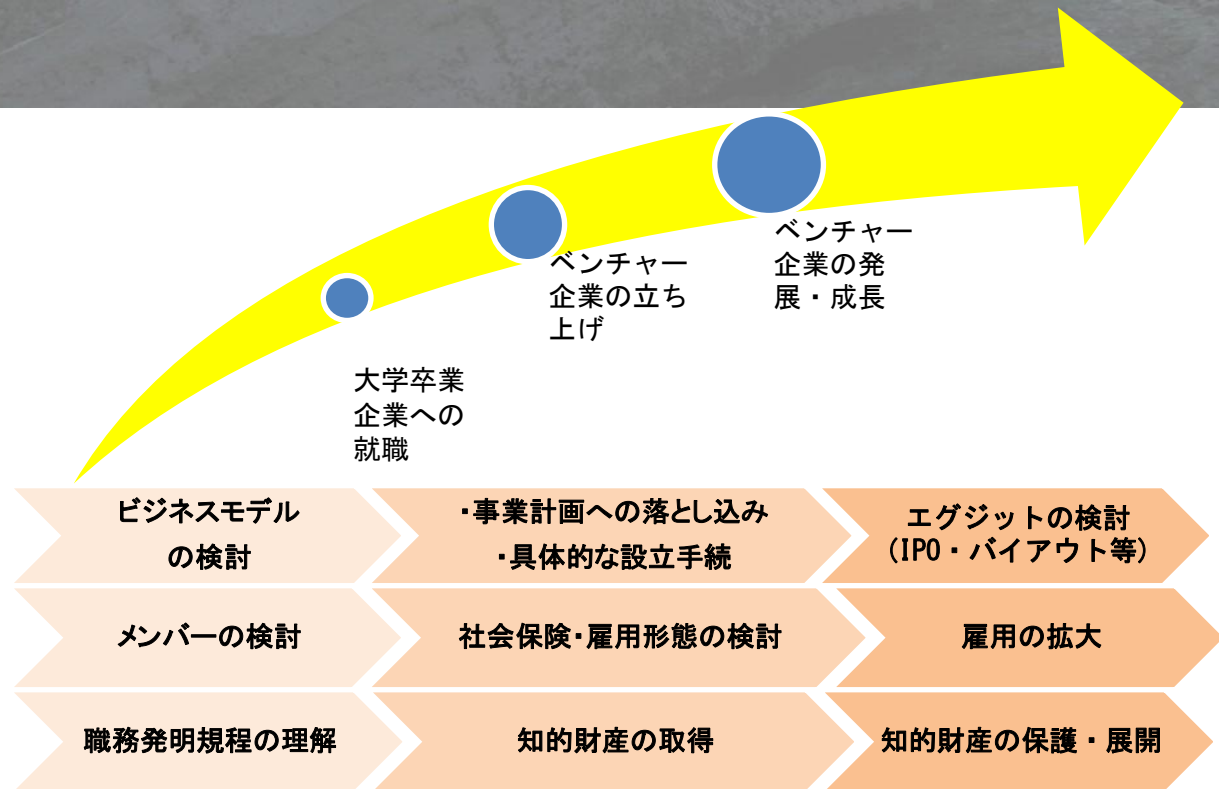 ベンチャー
企業の発
展・成長
ベンチャー
企業の立ち
上げ
大学卒業
企業への
就職
ビジネスモデル
の検討
・事業計画への落とし込み
・具体的な設立手続
エグジットの検討
(IPO・バイアウト等)
メンバーの検討
社会保険・雇用形態の検討
雇用の拡大
職務発明規程の理解
知的財産の取得
知的財産の保護・展開